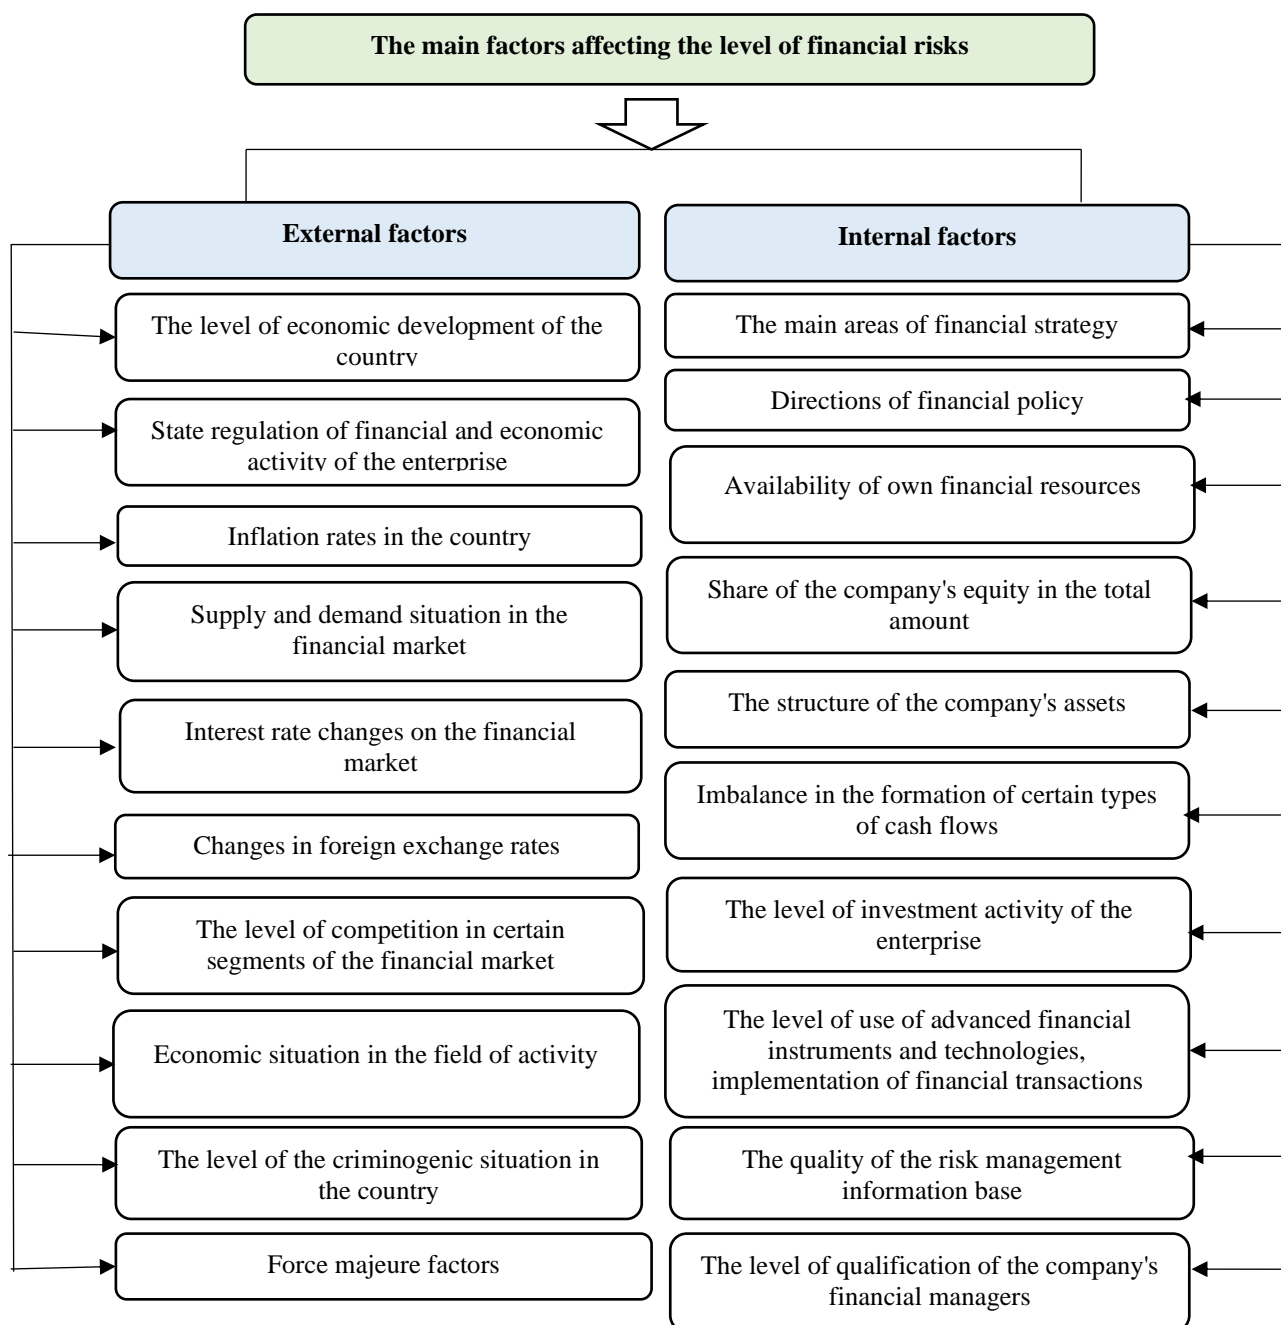 The main factors affecting the level of financial risks
External factors
The level of economic development of the
country
State regulation of financial and economic
activity of the enterprise
Inflation rates in the country
Supply and demand situation in the
financial market
Interest rate changes on the financial
market
Changes in foreign exchange rates
The level of competition in certain
segments of the financial market
Economic situation in the field of activity
The level of the criminogenic situation in
the country
Force majeure factors
Internal factors
The main areas of financial strategy
Directions of financial policy
Availability of own financial resources
Share of the company's equity in the total
amount
The structure of the company's assets
Imbalance in the formation of certain types
of cash flows
The level of investment activity of the
enterprise
The level of use of advanced financial
instruments and technologies,
implementation of financial transactions
The quality of the risk management
information base
The level of qualification of the company's
financial managers